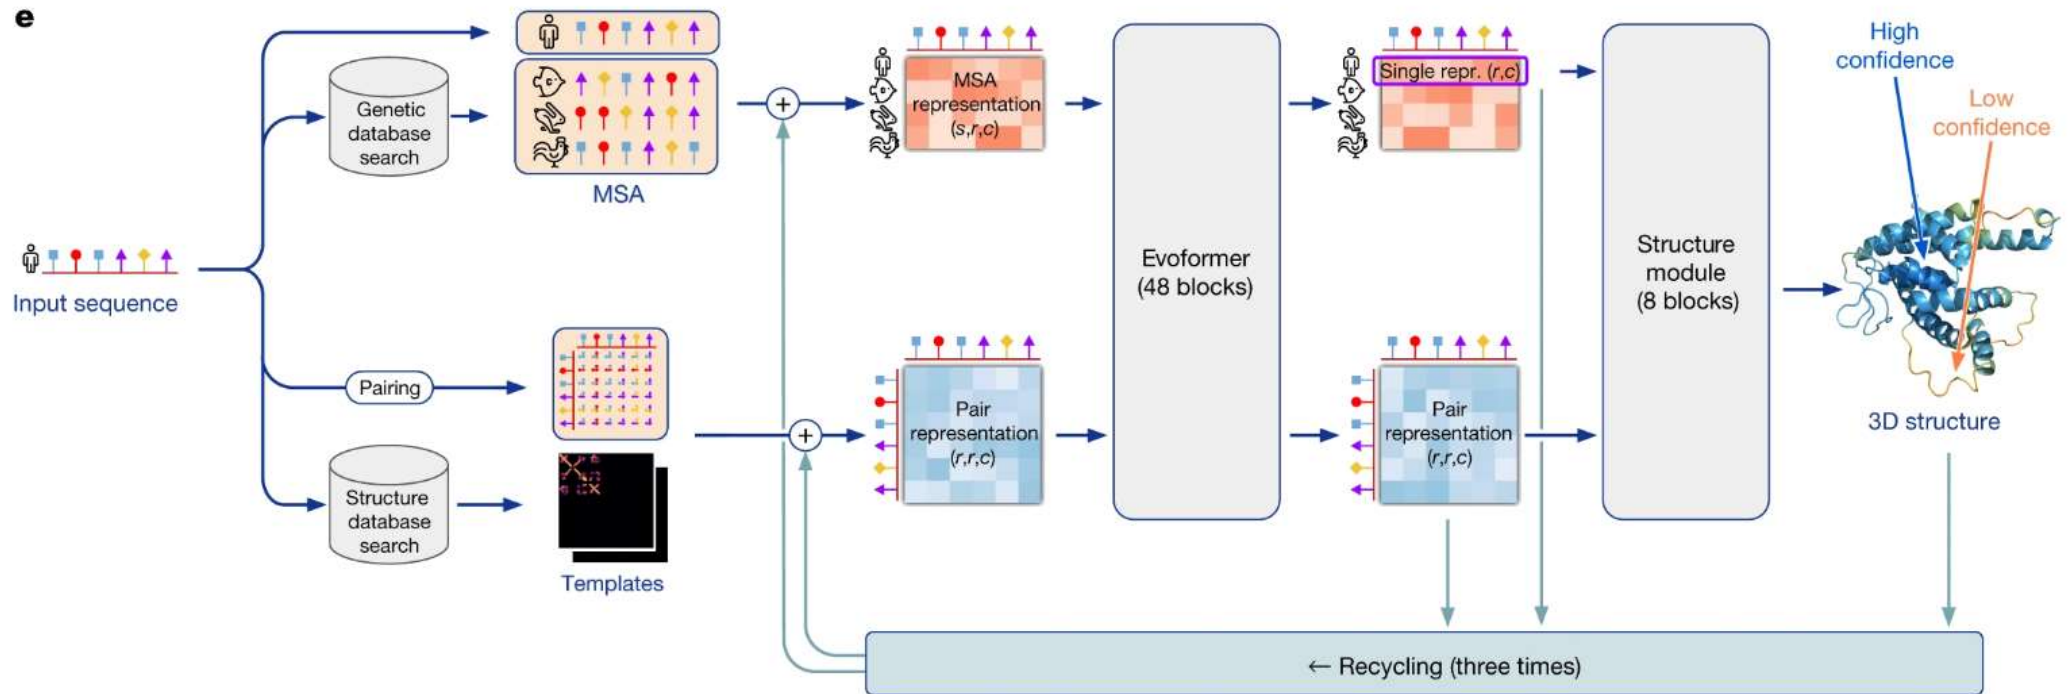 e
Input sequence
Genetic
database
search
MSA
Pairing
Structure
database
search
Templates
+
+
MSA
representation
(s,r,c)
Pair
representation
(r,r,c)
Evoformer
(48 blocks)
Single repr. (r,c)
Pair
representation
(r,r,c)
Structure
module
(8 blocks)
High
confidence
Low
confidence
3D structure
← Recycling (three times)